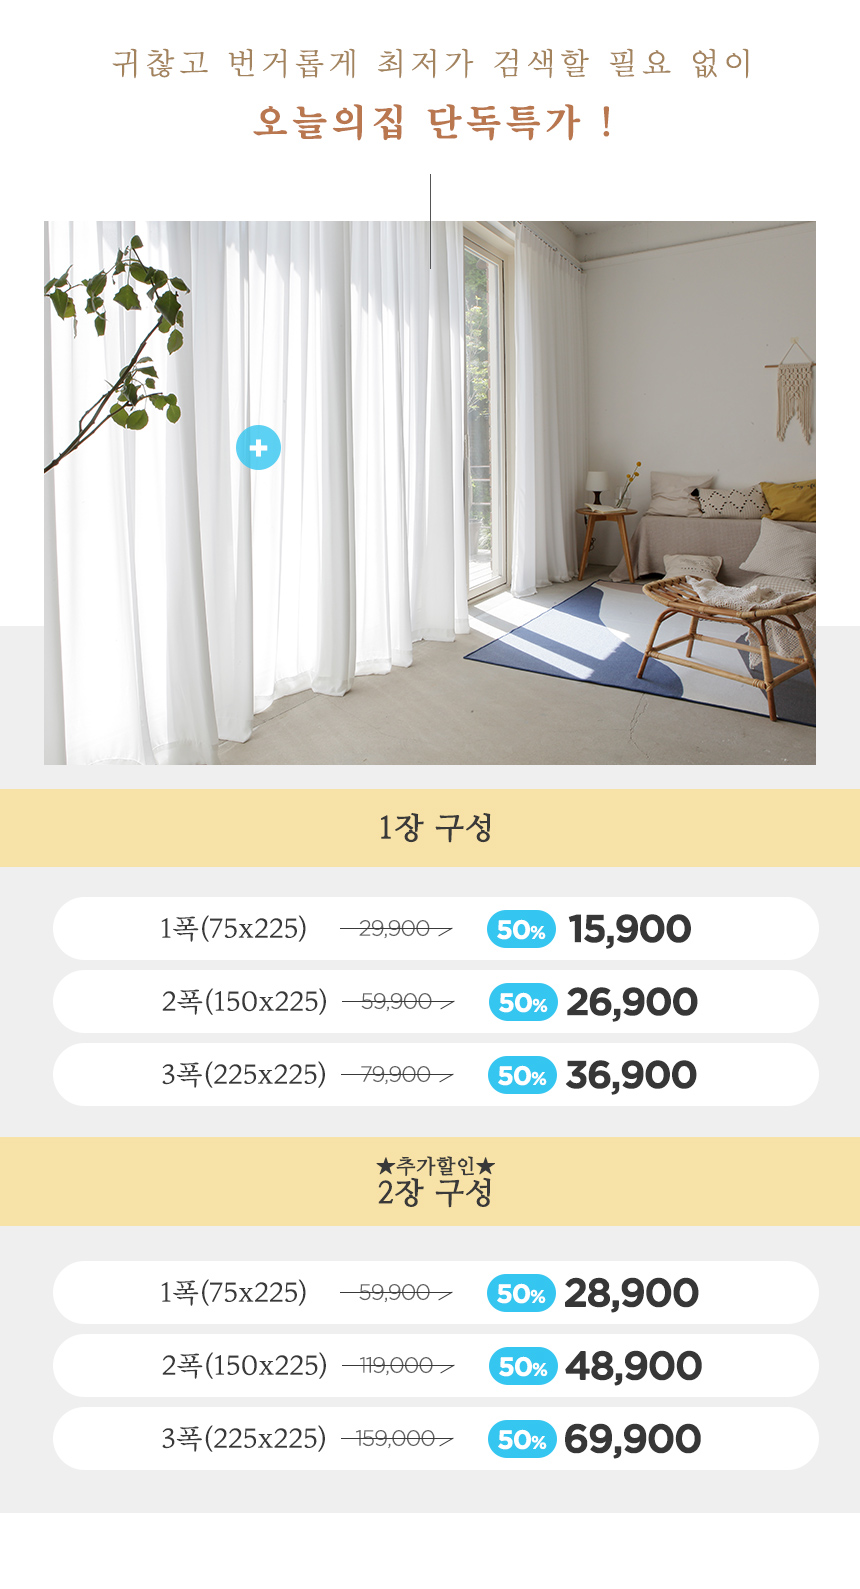 귀찮고 번거롭게 최저가 검색할 필요 없이
오늘의집 단독특가 !
1장 구성
1폭(75x225) 29,900 50% 15,900
2폭(150x225) 59,900 50% 26,900
3폭(225x225) 79,900 50% 36,900
★추가할인★
2장 구성
1폭(75x225) 59,900 50% 28,900
2폭(150x225) 119,000 50% 48,900
3폭(225x225) 159,000 50% 69,900